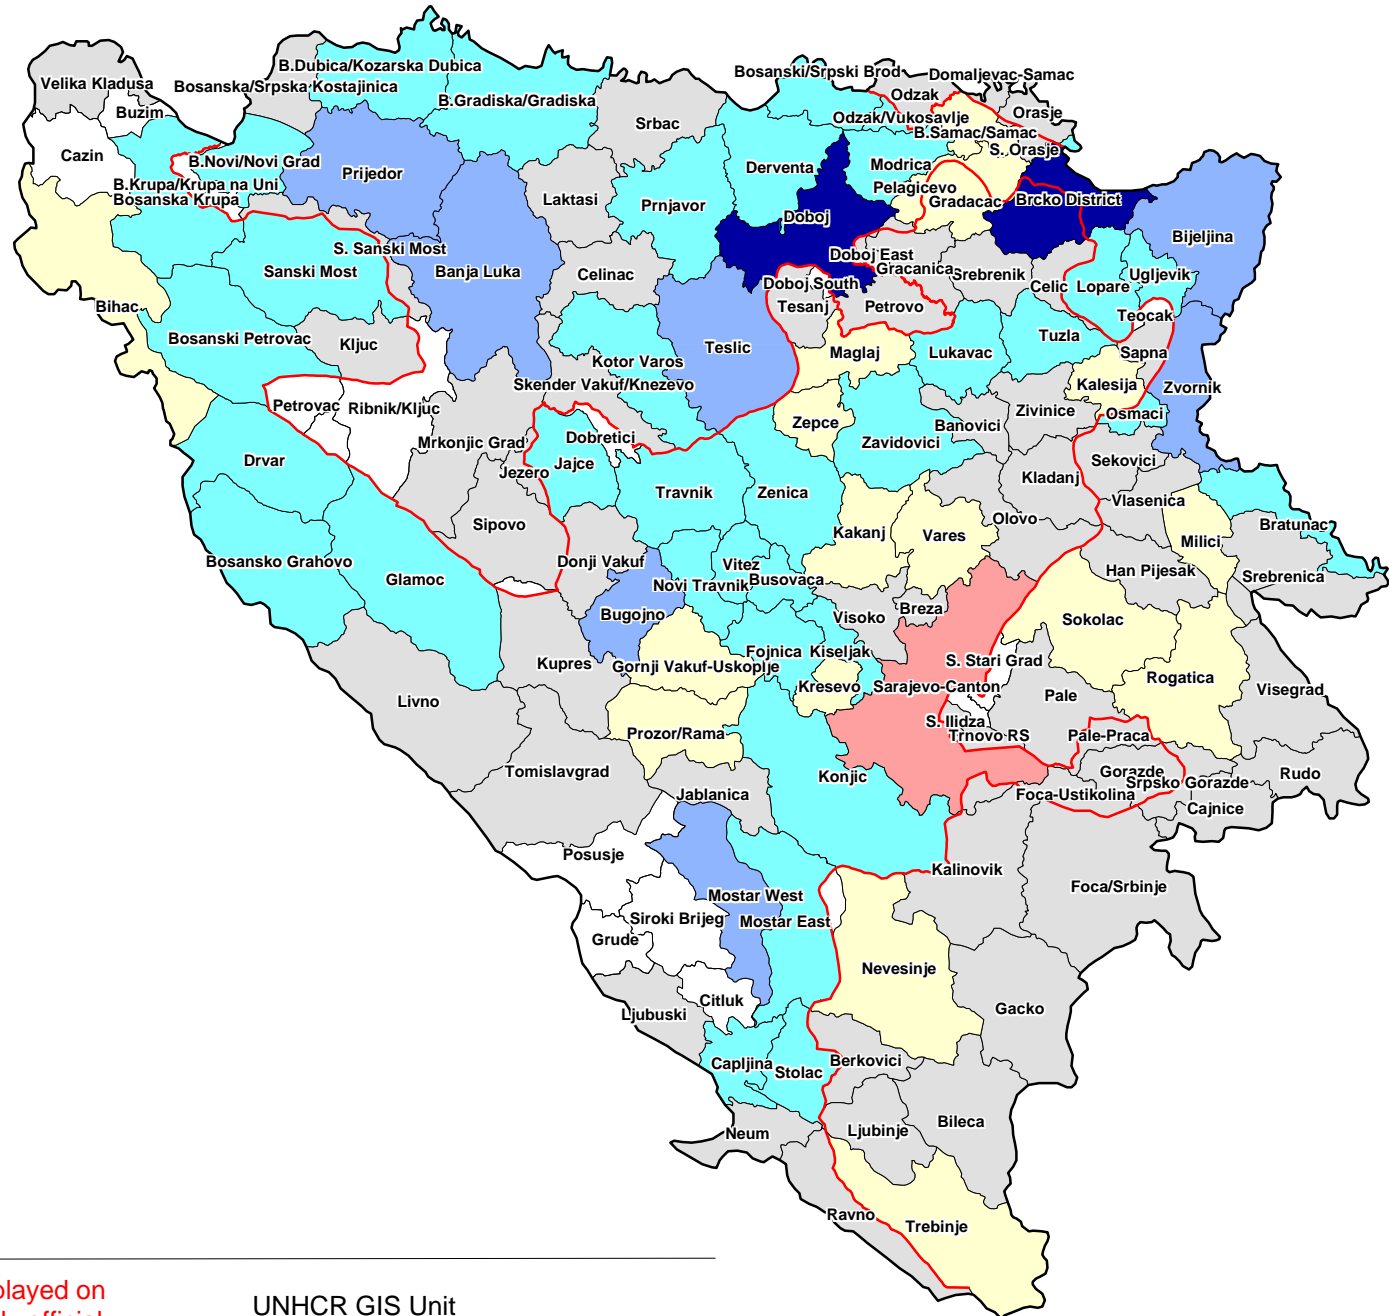 B.Dubica/Kozarska Dubica
Bosanski/Srpski Brod
Domaljevac-Samac
Velika Kladusa
Bosanska/Srpska Kostajinica
Odzak
B.Gradiska/Gradiska
Buzim
Orasje
Odzak/Vukosavlje
Srbac
B.Samac/Samac
S. Orasje
Cazin
B.Novi/Novi Grad
Modrica
Derventa
Prijedor
B.Krupa/Krupa na Uni
Pelagicevo
Bosanska Krupa
Laktasi
Prnjavor
Gradacac
Brcko District
Doboj
Bijeljina
S. Sanski Most
Doboj East
Sanski Most
Banja Luka
Celinac
Gracanica
Srebrenik
Ugljevik
Doboj South
Celic
Lopare
Bihac
Tesanj
Petrovo
Teocak
Bosanski Petrovac
Kljuc
Teslic
Maglaj
Lukavac
Tuzla
Sapna
Kotor Varos
Skender Vakuf/Knezevo
Kalesija
Zvornik
Petrovac
Ribnik/Kljuc
Zivinice
Osmaci
Zepce
Banovici
Mrkonjic Grad
Dobretici
Zavidovici
Drvar
Jajce
Sekovici
Jezero
Kladanj
Travnik
Zenica
Vlasenica
Sipovo
Olovo
Bratunac
Kakanj
Vares
Milici
Bosansko Grahovo
Donji Vakuf
Vitez
Han Pijesak
Glamoc
Novi Travnik
Busovaca
Srebrenica
Breza
Bugojno
Visoko
Sokolac
Fojnica
Kiseljak
Kupres
Gornji Vakuf-Uskoplje
S. Stari Grad
Rogatica
Kresevo
Sarajevo-Canton
Visegrad
Livno
Pale
S. Ilidza
Prozor/Rama
Trnovo RS
Pale-Praca
Tomislavgrad
Konjic
Gorazde
Rudo
Srpsko Gorazde
Jablanica
Foca-Ustikolina
Cajnice
Posusje
Kalinovik
Foca/Srbinje
Mostar West
Siroki Brijeg
Mostar East
Grude
Nevesinje
Citluk
Gacko
Ljubuski
Capljina
Stolac
Berkovici
Bileca
Neum
Ljubinje
Ravno
Trebinje
played on
UNHCR GIS Unit